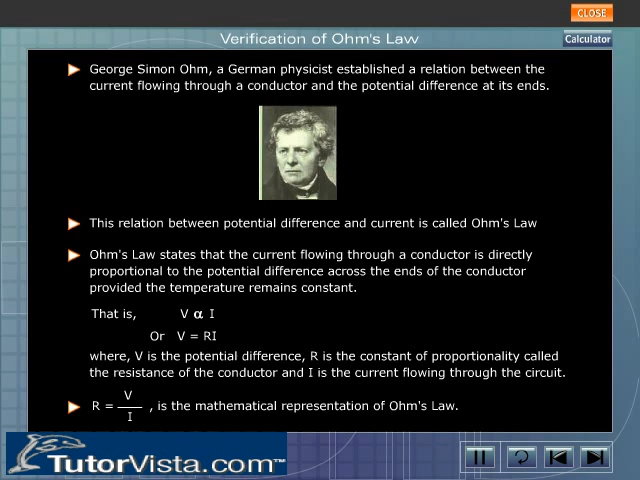 CLOSE
Verification of Ohm's Law
Calculator
George Simon Ohm, a German physicist established a relation between the
current flowing through a conductor and the potential difference at its ends.
This relation between potential difference and current is called Ohm's Law
Ohm's Law states that the current flowing through a conductor is directly
proportional to the potential difference across the ends of the conductor
provided the temperature remains constant.
That is, V α I
Or V = RI
where, V is the potential difference, R is the constant of proportionality called
the resistance of the conductor and I is the current flowing through the circuit.
V
R = , is the mathematical representation of Ohm's Law.
I
TutorVista.com™